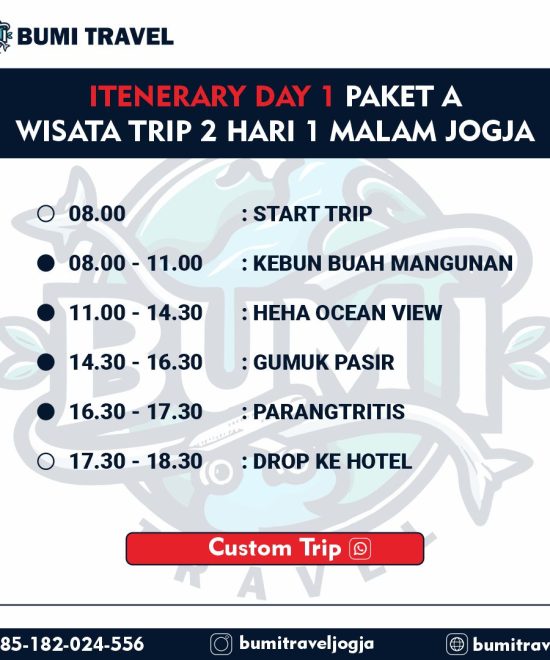 BUMI TRAVEL
ITENERARY DAY 1 PAKET A
WISATA TRIP 2 HARI 1 MALAM JOGJA
08.00 : START TRIP
08.00 - 11.00 : KEBUN BUAH MANGUNAN
11.00 - 14.30 : HEHA OCEAN VIEW
14.30 - 16.30 : GUMUK PASIR
16.30 - 17.30 : PARANGTRITIS
17.30 - 18.30 : DROP KE HOTEL
BUMI
TRAVEL
Custom Trip
85-182-024-556 bumitraveljogja bumitrav